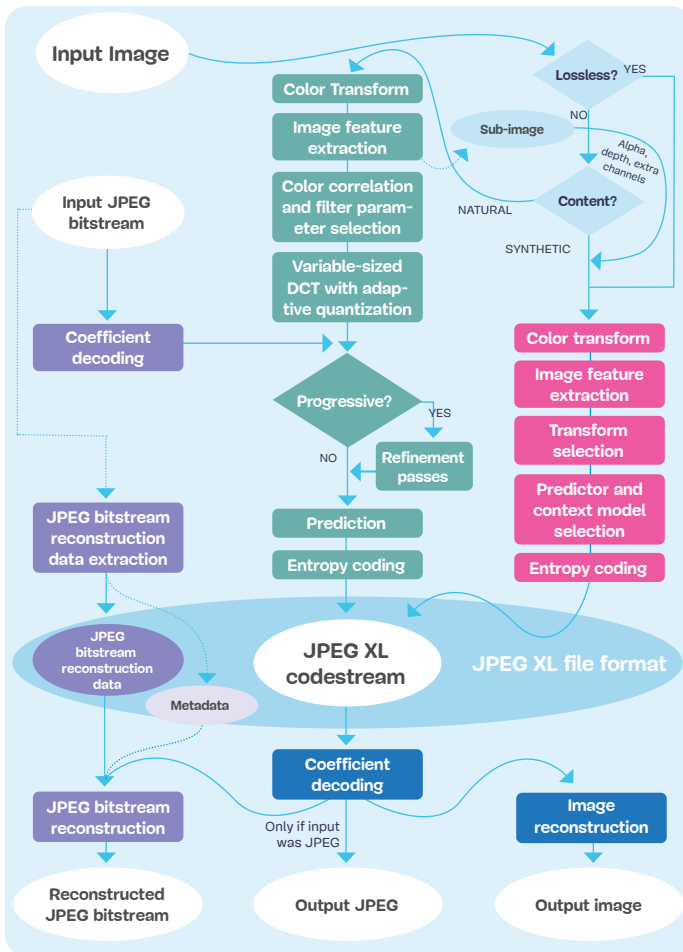 Input Image
Lossless?
YES
Color Transform
NO
Image feature
extraction
Sub-image
Alpha,
depth, extra
channels
Color correlation
and filter param-
eter selection
Content?
NATURAL
Input JPEG
bitstream
SYNTHETIC
Variable-sized
DCT with adap-
tive quantization
Coefficient
decoding
Color transform
Image feature
extraction
Progressive?
YES
Transform
selection
NO
Refinement
passes
Predictor and
context model
selection
JPEG bitstream
reconstruction
data extraction
Prediction
Entropy coding
Entropy coding
JPEG
bitstream
reconstruction
data
JPEG XL
codestream
JPEG XL file format
Metadata
Coefficient
decoding
JPEG bitstream
reconstruction
Only if input
was JPEG
Image
reconstruction
Reconstructed
JPEG bitstream
Output JPEG
Output image